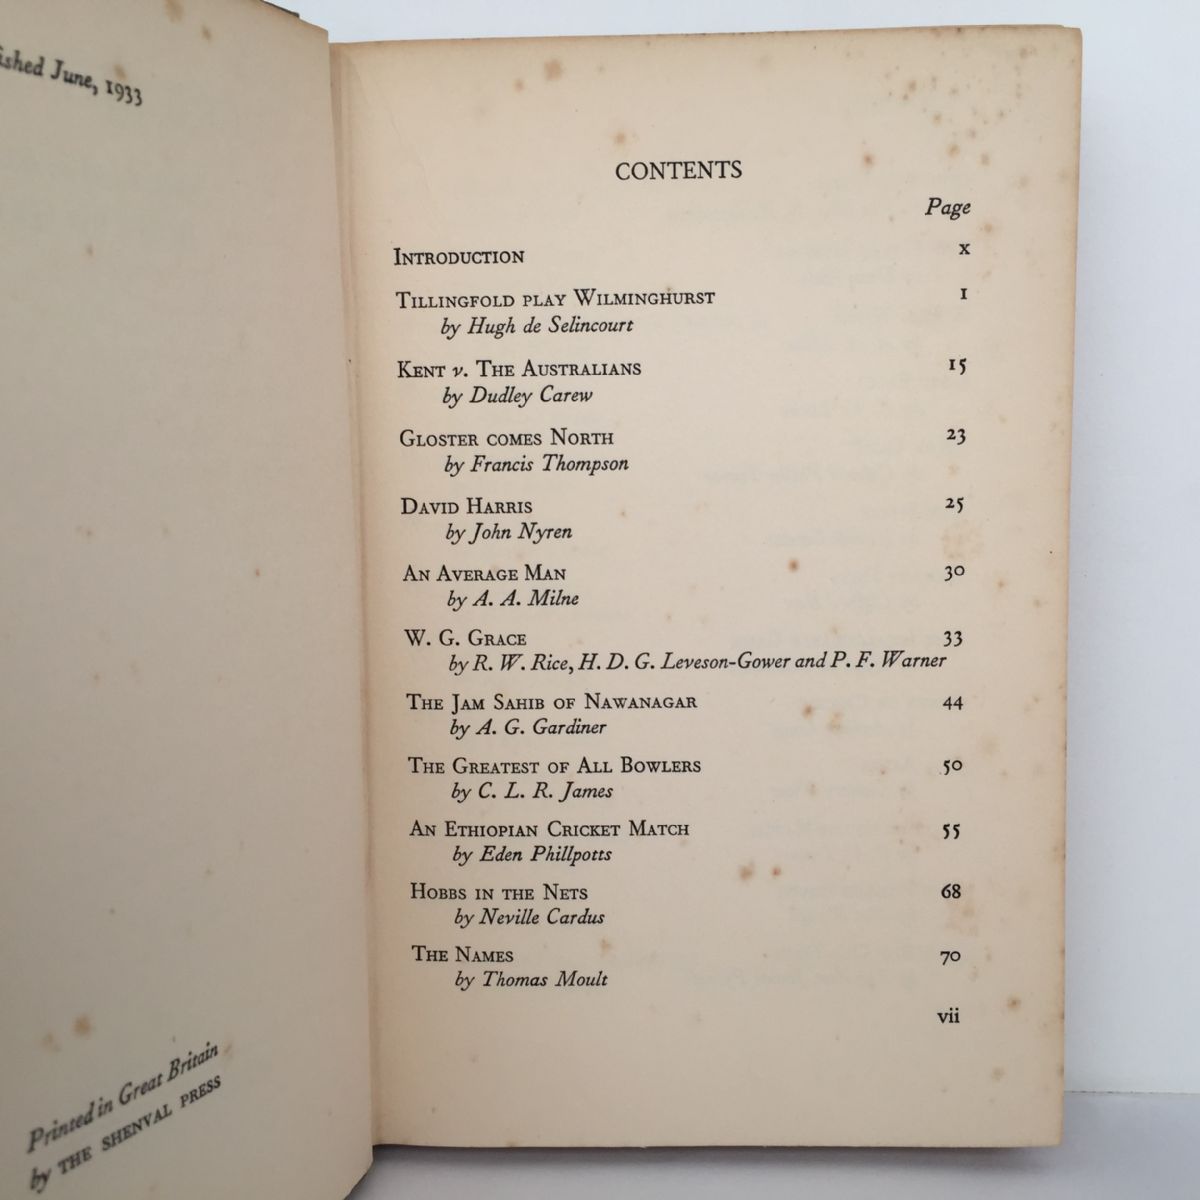 June, 1933
Printed in Great Britain
by THE SHENVAL PRESS
CONTENTS
Page
INTRODUCTION x
TILLINGFOLD PLAY WILMINGHURST 1
by Hugh de Selincourt
KENT v. THE AUSTRALIANS 15
by Dudley Carew
GLOSTER COMES NORTH 23
by Francis Thompson
DAVID HARRIS 25
by John Nyren
AN AVERAGE MAN 30
by A. A. Milne
W. G. GRACE 33
by R. W. Rice, H. D. G. Leveson-Gower and P. F. Warner
THE JAM SAHIB OF NAWANAGAR 44
by A. G. Gardiner
THE GREATEST OF ALL BOWLERS 50
by C. L. R. James
AN ETHIOPIAN CRICKET MATCH 55
by Eden Phillpotts
HOBBS IN THE NETS 68
by Neville Cardus
THE NAMES 70
by Thomas Moult
vii